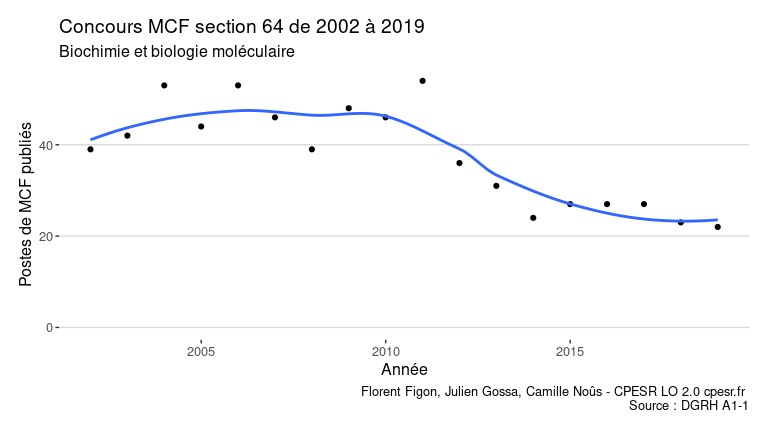 Concours MCF section 64 de 2002 à 2019
Biochimie et biologie moléculaire
Postes de MCF publiés
40
20
0
2005
2010
2015
Année
Florent Figon, Julien Gossa, Camille Noûs - CPESR LO 2.0 cpesr.fr
Source : DGRH A1-1